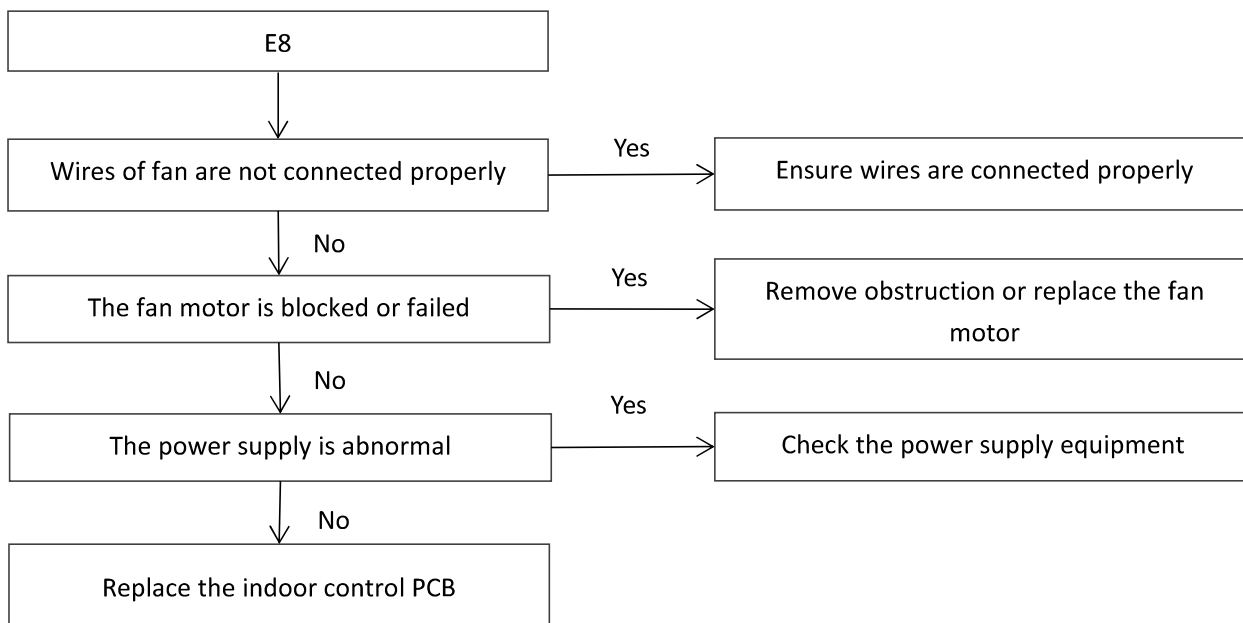 E8
Wires of fan are not connected properly
Yes
Ensure wires are connected properly
No
The fan motor is blocked or failed
Yes
Remove obstruction or replace the fan
motor
No
The power supply is abnormal
Yes
Check the power supply equipment
No
Replace the indoor control PCB